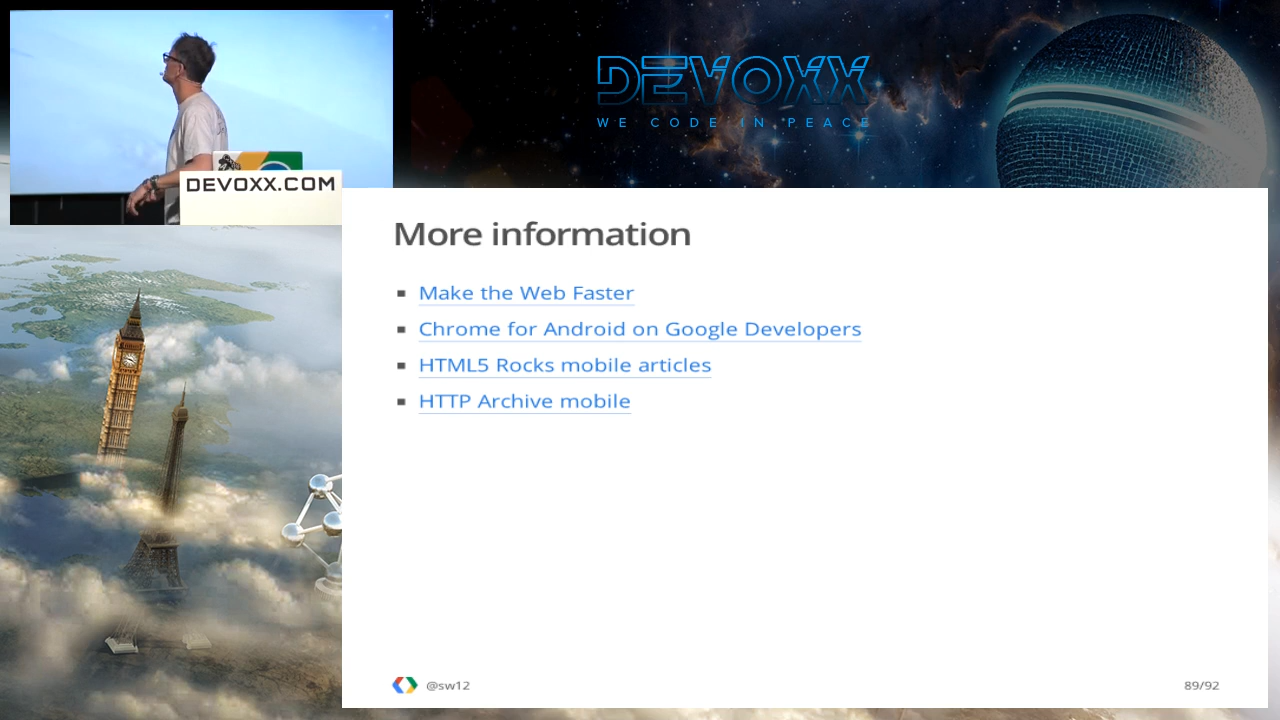 DEVOXX
WE CODE IN PEACE
DEVOXX.COM
More information
Make the Web Faster
Chrome for Android on Google Developers
HTML5 Rocks mobile articles
HTTP Archive mobile
@sw12
89/92